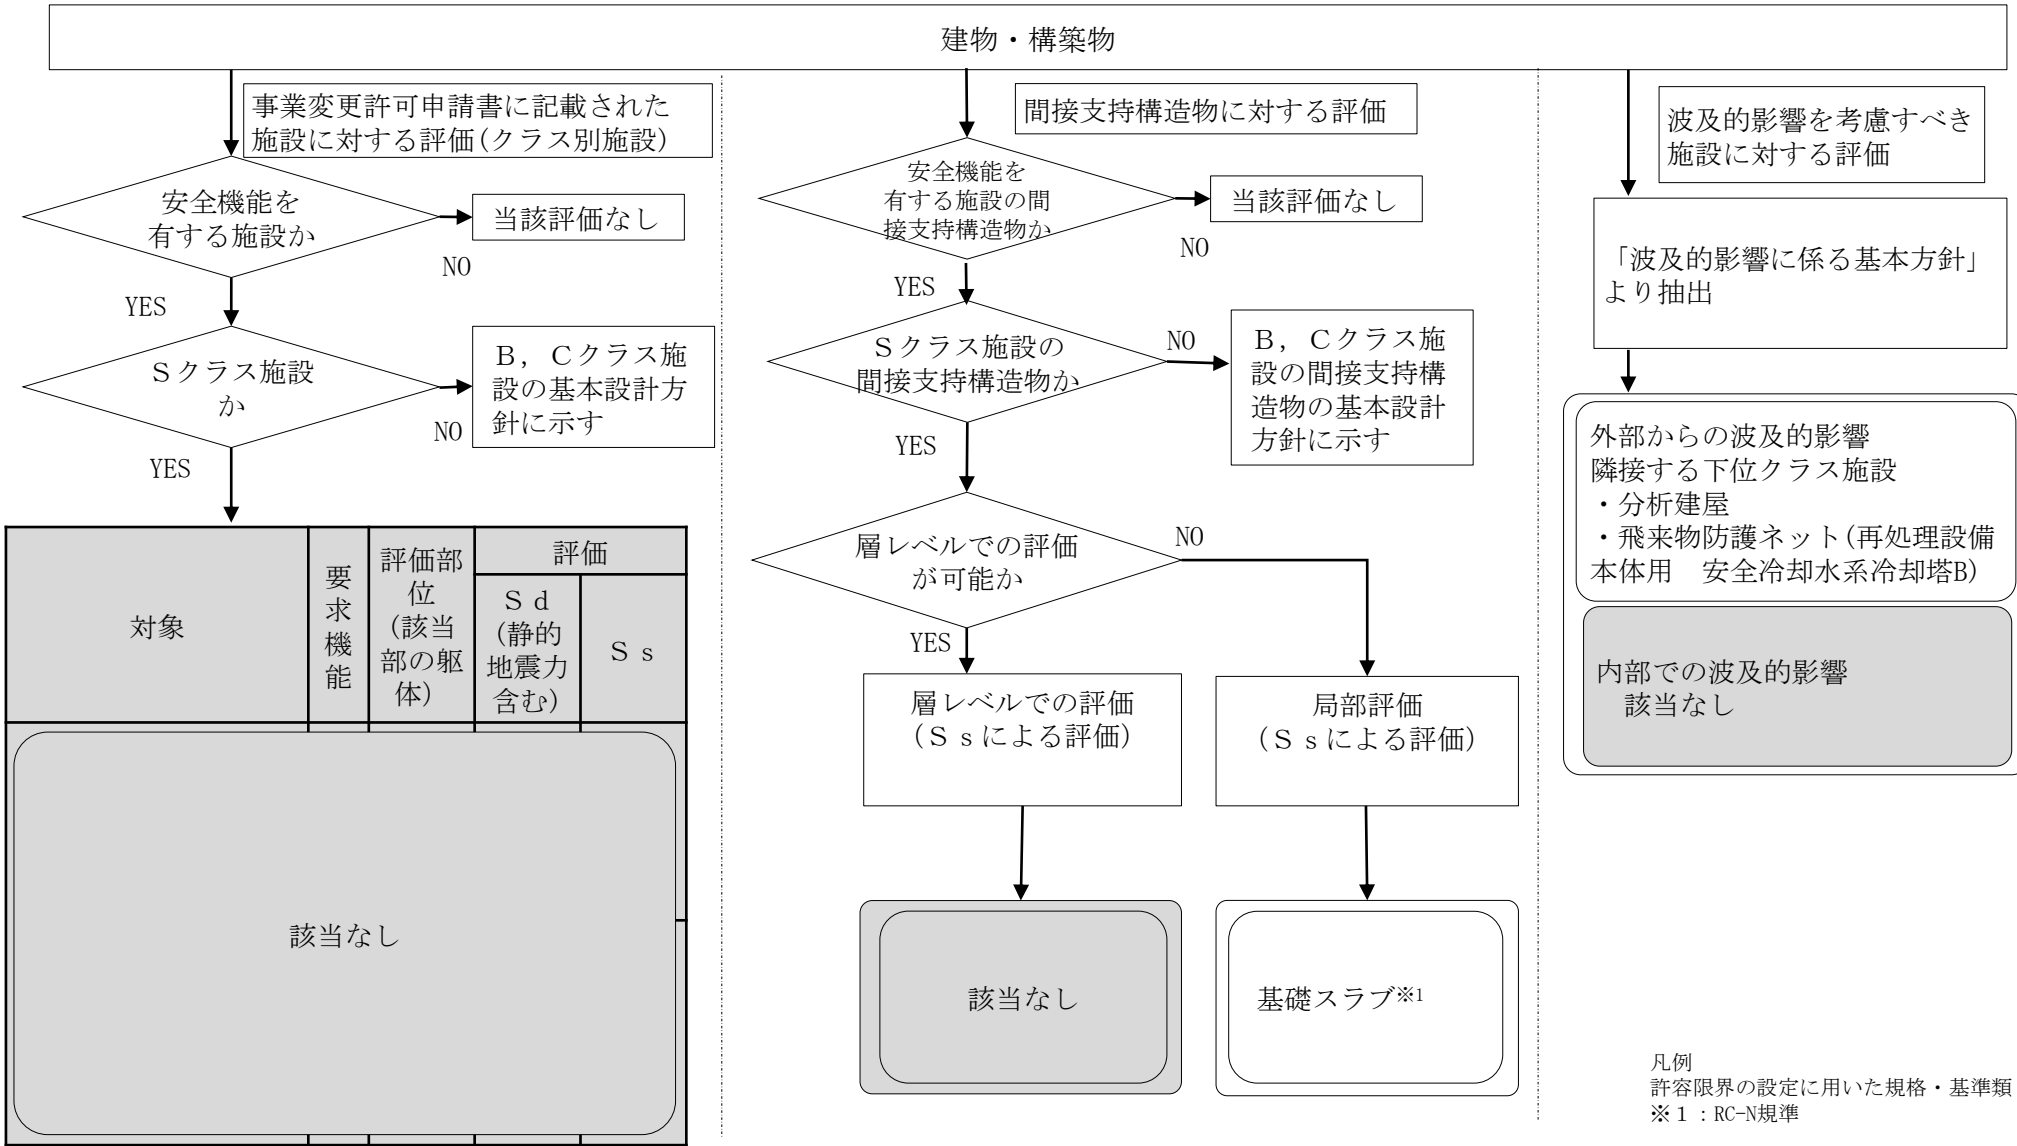 建物・構築物
事業変更許可申請書に記載された
施設に対する評価(クラス別施設)
安全機能を
有する施設か
当該評価なし
NO
YES
Sクラス施設
か
B，Cクラス施
設の基本設計方
針に示す
NO
YES
対象
要
求
機
能
評価部
位
(該当
部の躯
体)
評価
Ｓｄ
(静的
地震力
含む)
Ｓｓ
該当なし
間接支持構造物に対する評価
安全機能を
有する施設の間
接支持構造物か
当該評価なし
NO
YES
Sクラス施設の
間接支持構造物か
NO
B，Cクラス施
設の間接支持構
造物の基本設計
方針に示す
YES
層レベルでの評価
が可能か
NO
YES
層レベルでの評価
(Ｓｓによる評価)
局部評価
(Ｓｓによる評価)
該当なし
基礎スラブ※1
波及的影響を考慮すべき
施設に対する評価
「波及的影響に係る基本方針」
より抽出
外部からの波及的影響
隣接する下位クラス施設
・分析建屋
・飛来物防護ネット(再処理設備
本体用　安全冷却水系冷却塔B)
内部での波及的影響
該当なし
凡例
許容限界の設定に用いた規格・基準類
※１：RC-N規準